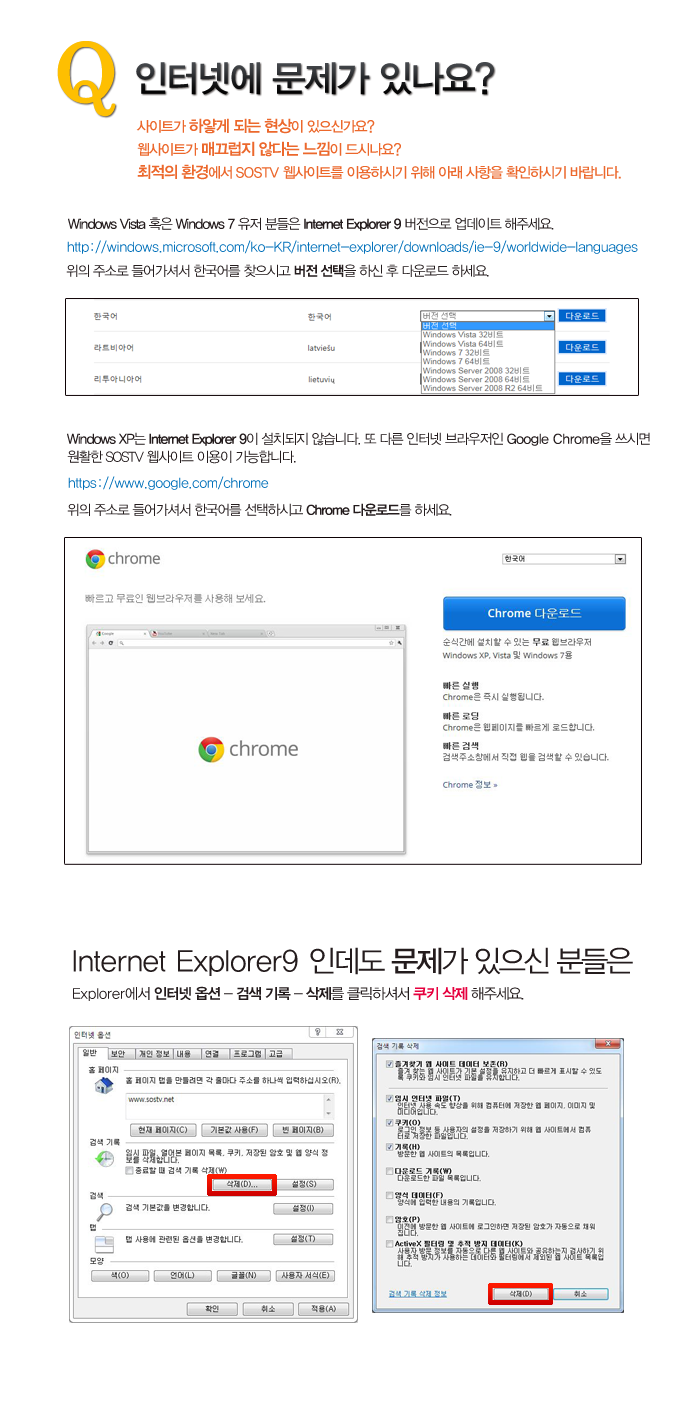 Q 인터넷에 문제가 있나요?
사이트가 하얗게 되는 현상이 있으신가요?
웹사이트가 매끄럽지 않다는 느낌이 드시나요?
최적의 환경에서 SOSTV 웹사이트를 이용하시기 위해 아래 사항을 확인하시기 바랍니다.
Windows Vista 혹은 Windows 7 유저 분들은 Internet Explorer 9 버전으로 업데이트 해주세요.
http://windows.microsoft.com/ko-KR/internet-explorer/downloads/ie-9/worldwide-languages
위의 주소로 들어가셔서 한국어를 찾으시고 버전 선택을 하신 후 다운로드 하세요.
한국어 한국어 버전 선택 다운로드
버전 선택
Windows Vista 32비트
라트비아어 latviešu Windows Vista 64비트 다운로드
Windows 7 32비트
Windows 7 64비트
Windows Server 2008 32비트
리투아니아어 lietuvių Windows Server 2008 64비트 다운로드
Windows Server 2008 R2 64비트
Windows XP는 Internet Explorer 9이 설치되지 않습니다. 또 다른 인터넷 브라우저인 Google Chrome을 쓰시면
원활한 SOSTV 웹사이트 이용이 가능합니다.
https://www.google.com/chrome
위의 주소로 들어가셔서 한국어를 선택하시고 Chrome 다운로드를 하세요.
chrome 한국어
빠르고 무료인 웹브라우저를 사용해 보세요.
Chrome 다운로드
순식간에 설치할 수 있는 무료 웹브라우저
Windows XP, Vista 및 Windows 7용
빠른 실행
Chrome은 즉시 실행됩니다.
빠른 로딩
Chrome은 웹페이지를 빠르게 로드합니다.
빠른 검색
검색주소창에서 직접 웹을 검색할 수 있습니다.
Chrome 정보 »
Google
chrome
Internet Explorer9 인데도 문제가 있으신 분들은
Explorer에서 인터넷 옵션 - 검색 기록 - 삭제를 클릭하셔서 쿠키 삭제 해주세요.
인터넷 옵션
일반 보안 개인 정보 내용 연결 프로그램 고급
홈 페이지
홈 페이지 탭을 만들려면 각 줄마다 주소를 하나씩 입력하십시오(R).
www.sostv.net
현재 페이지(C) 기본값 사용(F) 빈 페이지(B)
검색 기록
임시 파일, 열어본 페이지 목록, 쿠키, 저장된 암호 및 웹 양식 정
보를 삭제합니다.
종료할 때 검색 기록 삭제(W)
삭제(D)... 설정(S)
검색
검색 기본값을 변경합니다. 설정(I)
탭
탭 사용에 관련된 옵션을 변경합니다. 설정(T)
모양
색(O) 언어(L) 글꼴(N) 사용자 서식(E)
확인 취소 적용(A)
검색 기록 삭제
즐겨찾기 웹 사이트 데이터 보존(R)
즐겨 찾는 웹 사이트가 기본 설정을 유지하고 더 빠르게 표시할 수 있도
록 쿠키와 임시 인터넷 파일을 유지합니다.
임시 인터넷 파일(T)
인터넷 사용 속도 향상을 위해 컴퓨터에 저장한 웹 페이지, 이미지 및
미디어입니다.
쿠키(O)
로그인 정보 등 사용자의 설정을 저장하기 위해 웹 사이트에서 컴퓨
터로 저장한 파일입니다.
기록(H)
방문한 웹 사이트의 목록입니다.
다운로드 기록(W)
다운로드한 파일 목록입니다.
양식 데이터(F)
양식에 입력한 내용의 기록입니다.
암호(P)
이전에 방문한 웹 사이트에 로그인하면 저장된 암호가 자동으로 채워
집니다.
ActiveX 필터링 및 추적 방지 데이터(K)
사용자 방문 정보를 자동으로 다른 웹 사이트와 공유하는지 검사하기 위
해 추적 방지가 사용하는 데이터와 필터링에서 제외된 웹 사이트 목록입
니다.
검색 기록 삭제 정보 삭제(D) 취소